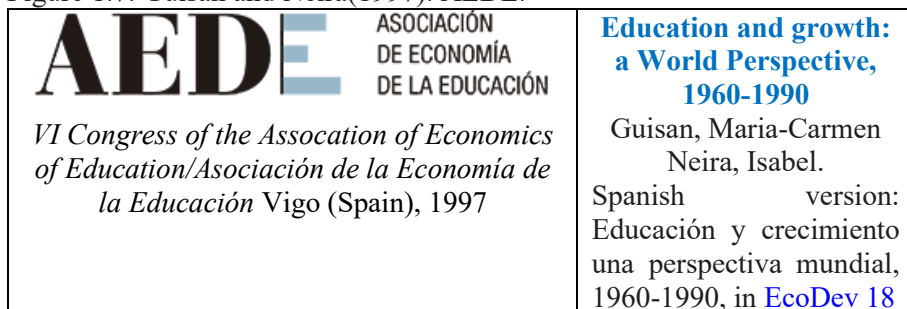 Figure 1.7. Guisan and Neira(1997). AEDE.
AEDE
ASOCIACIÓN
DE ECONOMÍA
DE LA EDUCACIÓN
VI Congress of the Assocation of Economics
of Education/Asociación de la Economía de
la Educación Vigo (Spain), 1997
Education and growth:
a World Perspective,
1960-1990
Guisan, Maria-Carmen
Neira, Isabel.
Spanish version:
Educación y crecimiento
una perspectiva mundial,
1960-1990, in EcoDev 18